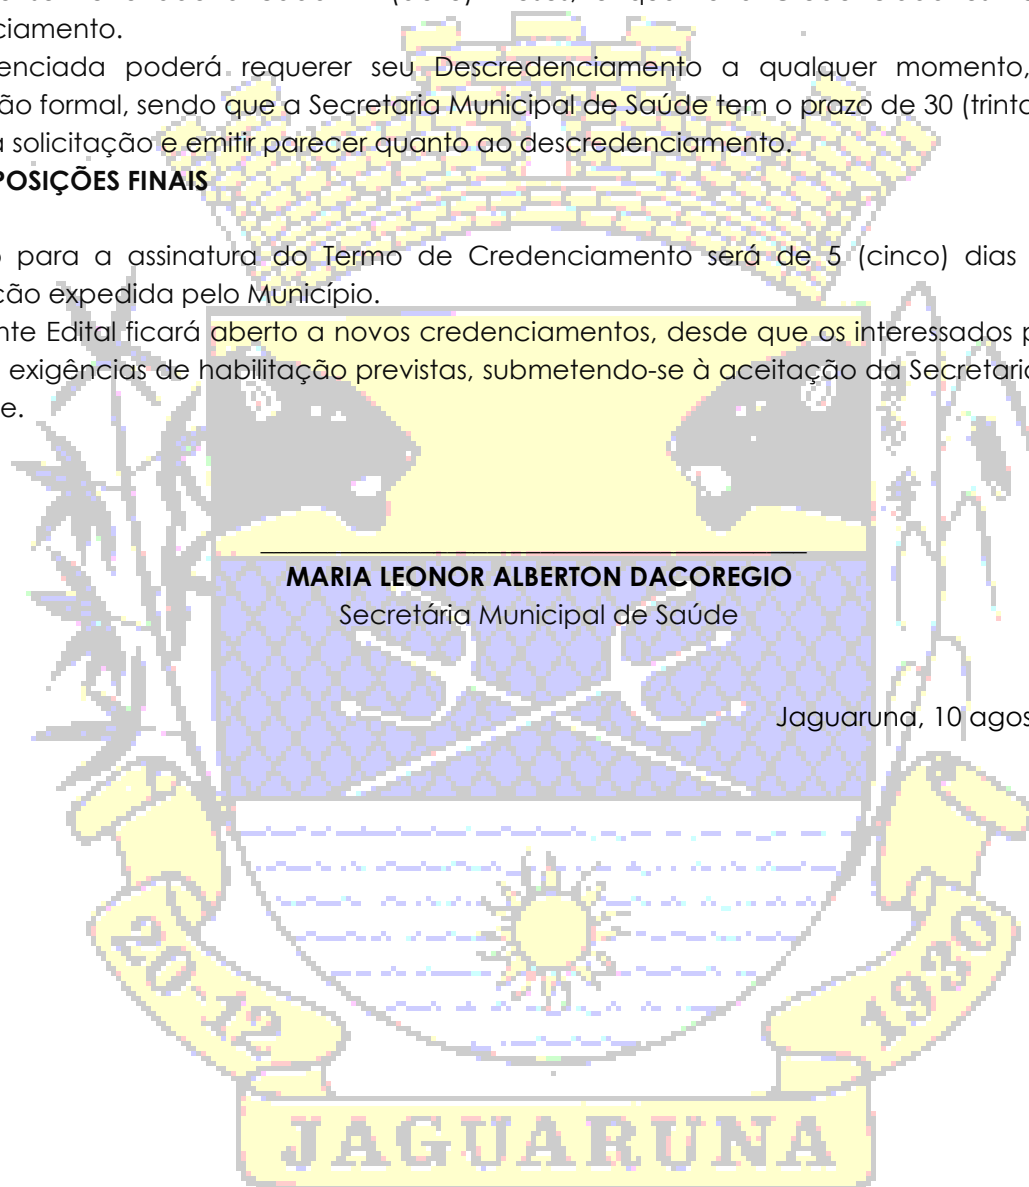 ciamento.
enciada poderá requerer seu Descredenciamento a qualquer momento,
ão formal, sendo que a Secretaria Municipal de Saúde tem o prazo de 30 (trinta
a solicitação e emitir parecer quanto ao descredenciamento.
POSIÇÕES FINAIS
o para a assinatura do Termo de Credenciamento será de 5 (cinco) dias
ção expedida pelo Município.
nte Edital ficará aberto a novos credenciamentos, desde que os interessados p
exigências de habilitação previstas, submetendo-se à aceitação da Secretaria
e.
MARIA LEONOR ALBERTON DACOREGIO
Secretária Municipal de Saúde
Jaguaruna, 10 agos
20-12
1930
JAGUARUNA